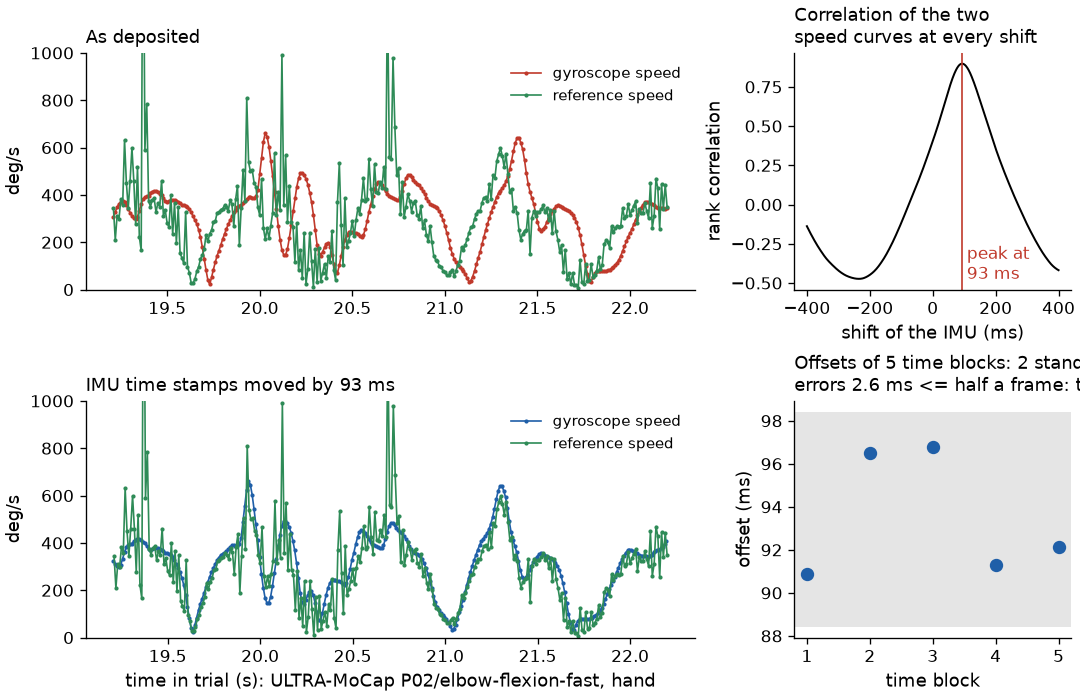 As deposited
1000
800
600
400
200
0
deg/s
gyroscope speed
reference speed
19.5
20.0
20.5
21.0
21.5
22.0
Correlation of the two
speed curves at every shift
0.75
0.50
0.25
0.00
−0.25
−0.50
rank correlation
peak at
93 ms
−400
−200
0
200
400
shift of the IMU (ms)
IMU time stamps moved by 93 ms
1000
800
600
400
200
0
deg/s
gyroscope speed
reference speed
19.5
20.0
20.5
21.0
21.5
22.0
time in trial (s): ULTRA-MoCap P02/elbow-flexion-fast, hand
Offsets of 5 time blocks: 2 stand
errors 2.6 ms <= half a frame: t
98
96
94
92
90
88
offset (ms)
1
2
3
4
5
time block